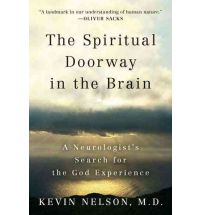 "A landmark in our understanding of human nature."
—OLIVER SACKS
The Spiritual
Doorway
in the Brain
A Neurologist's
Search for
the God Experience
KEVIN NELSON, M.D.